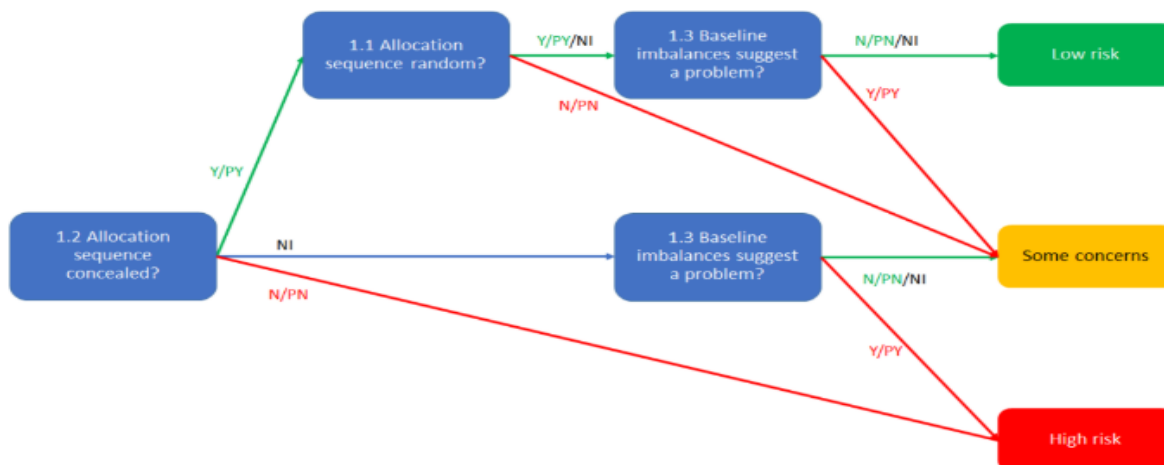 1.1 Allocation
sequence random?
Y/PY/NI
1.3 Baseline
imbalances suggest
a problem?
N/PN/NI
Low risk
N/PN
Y/PY
Y/PY
1.2 Allocation
sequence
concealed?
NI
1.3 Baseline
imbalances suggest
a problem?
Some concerns
N/PN/NI
N/PN
Y/PY
High risk